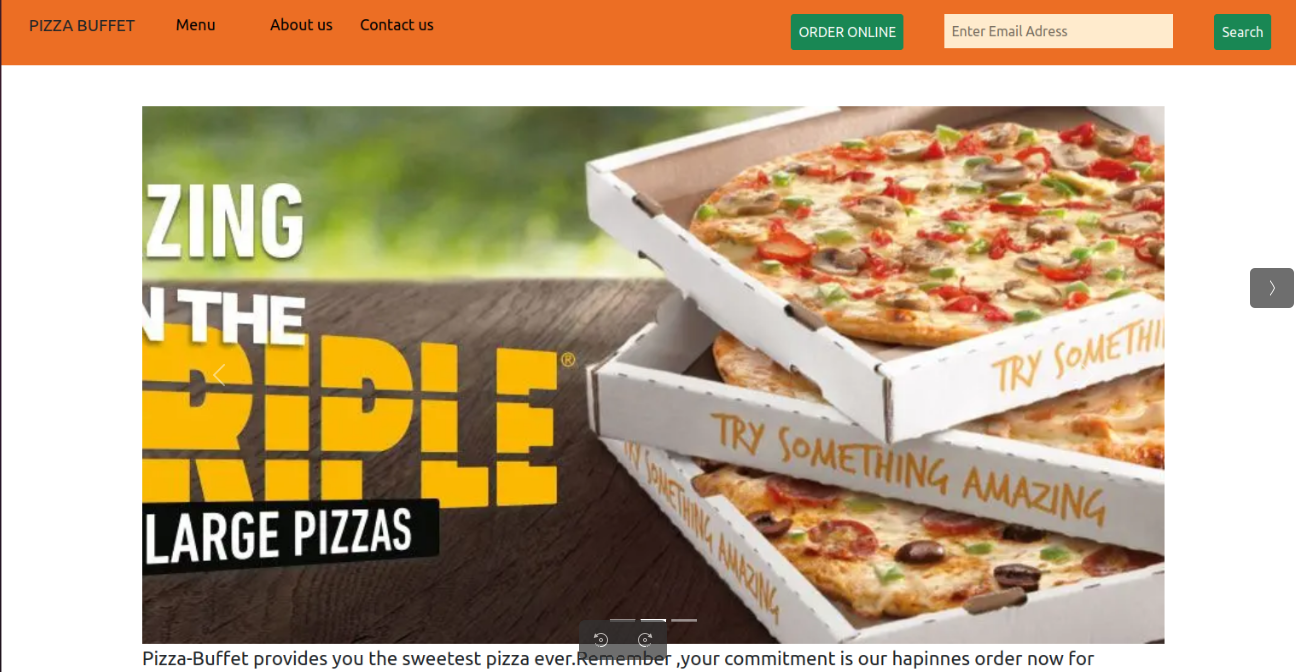 PIZZA BUFFET Menu About us Contact us ORDER ONLINE Enter Email Adress Search
ZING
N THE
RIPLE®
LARGE PIZZAS
TRY SOMETHI
TRY SOMETHING AMAZING
TRY SOMETHING AMAZING
Pizza-Buffet provides you the sweetest pizza ever.Remember ,your commitment is our hapinnes order now for